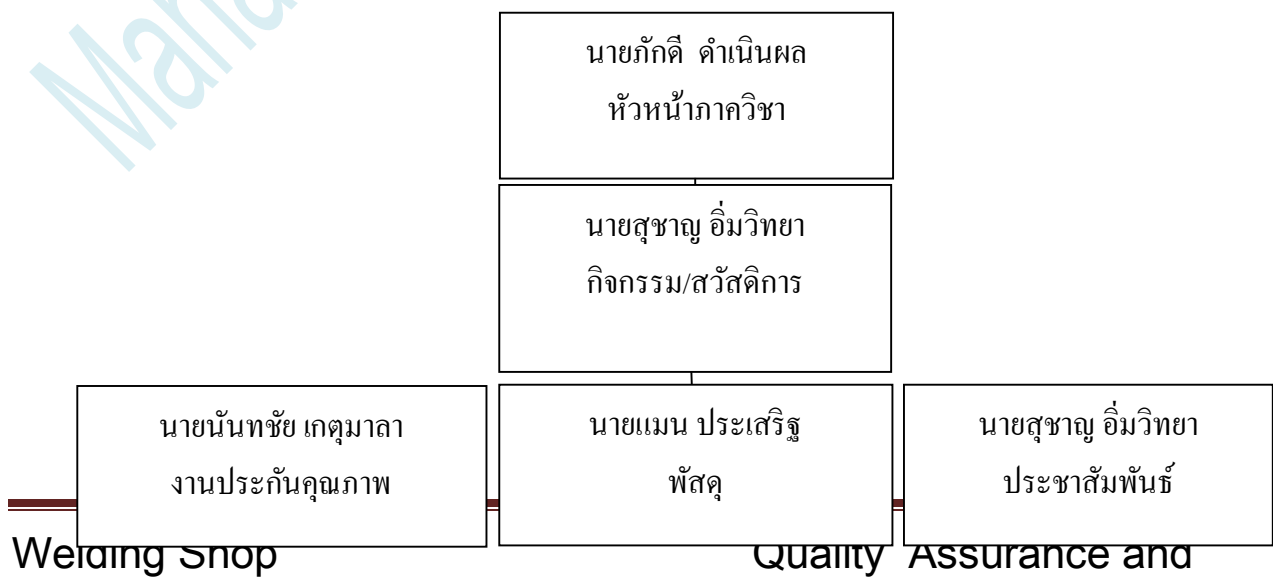 นายภักดี ดำเนินผล
หัวหน้าภาควิชา
นายสุชาญ อิ่มวิทยา
กิจกรรม/สวัสดิการ
นายนันทชัย เกตุมาลา
งานประกันคุณภาพ
นายแมน ประเสริฐ
พัสดุ
นายสุชาญ อิ่มวิทยา
ประชาสัมพันธ์
Welding Shop Quality Assurance and